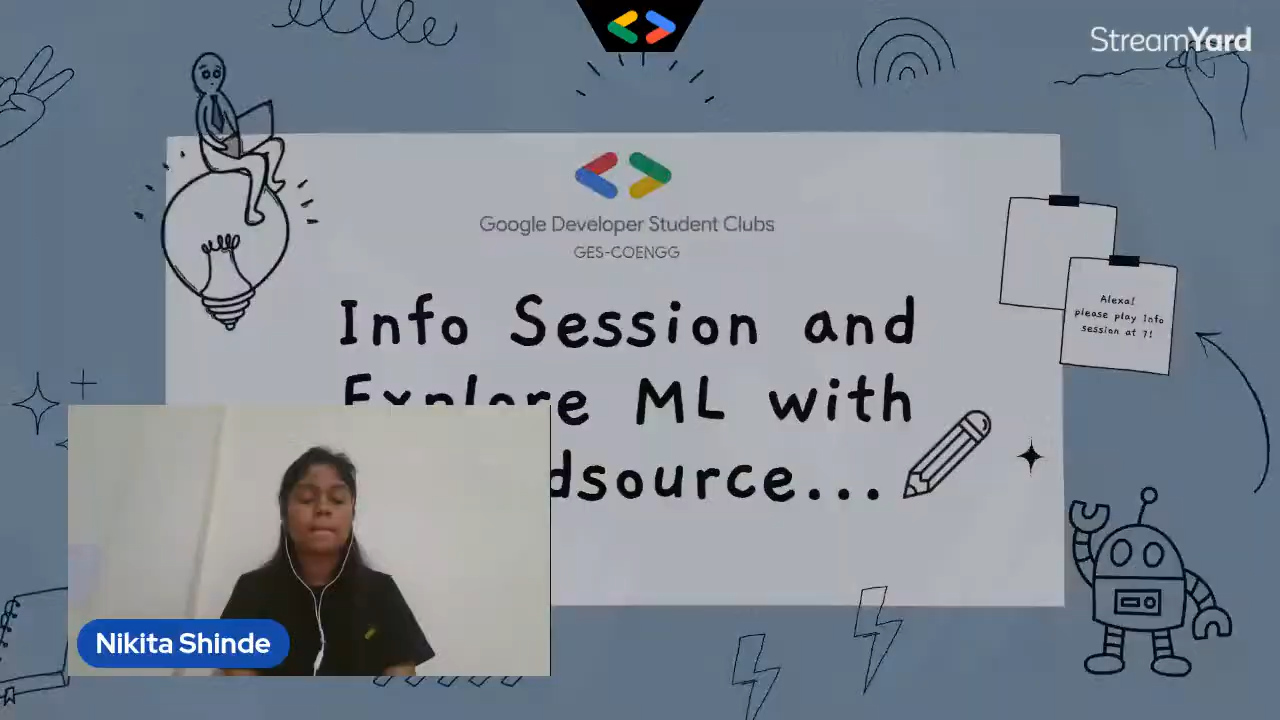 StreamYard
Google Developer Student Clubs
GES-COENGG
Info Session and
Explore ML with
dsource...
Alexa!
please play info
session at 7!
Nikita Shinde